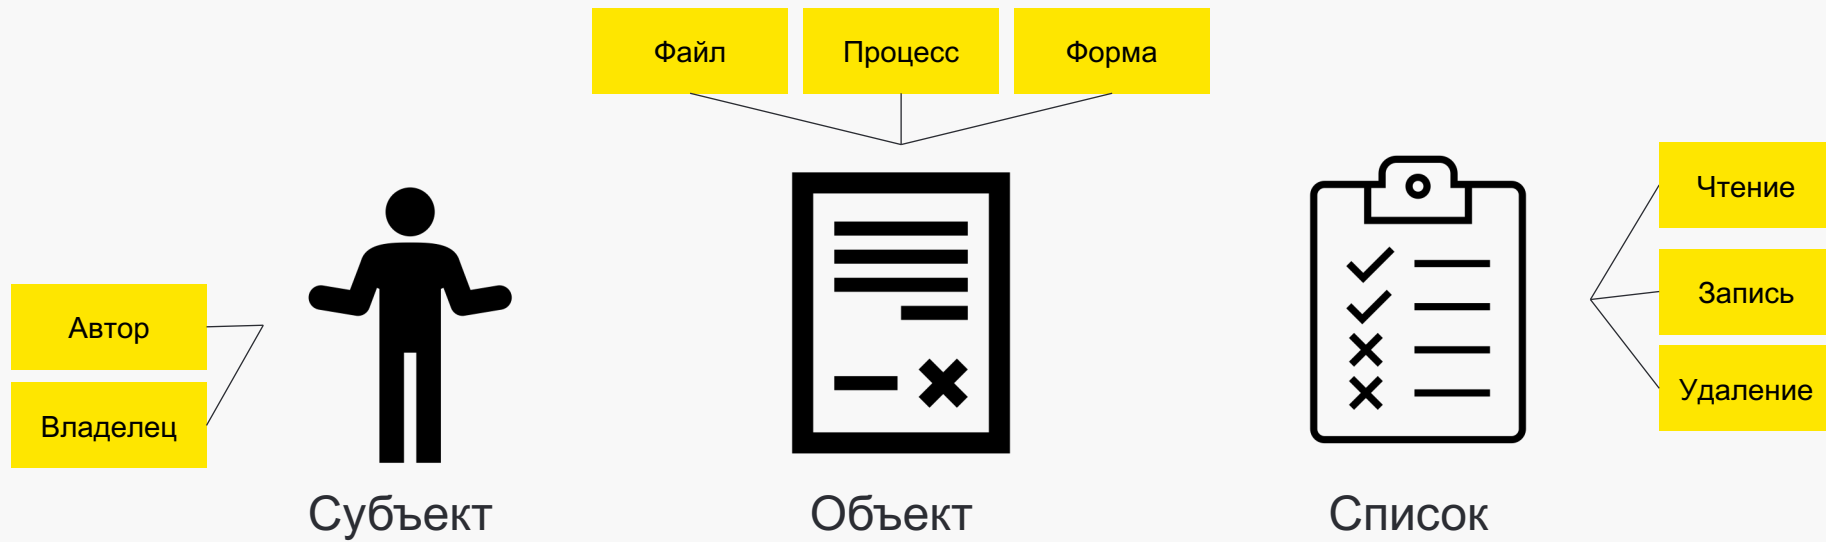 Файл
Процесс
Форма
Чтение
Запись
Удаление
Автор
Владелец
Субъект
Объект
Список